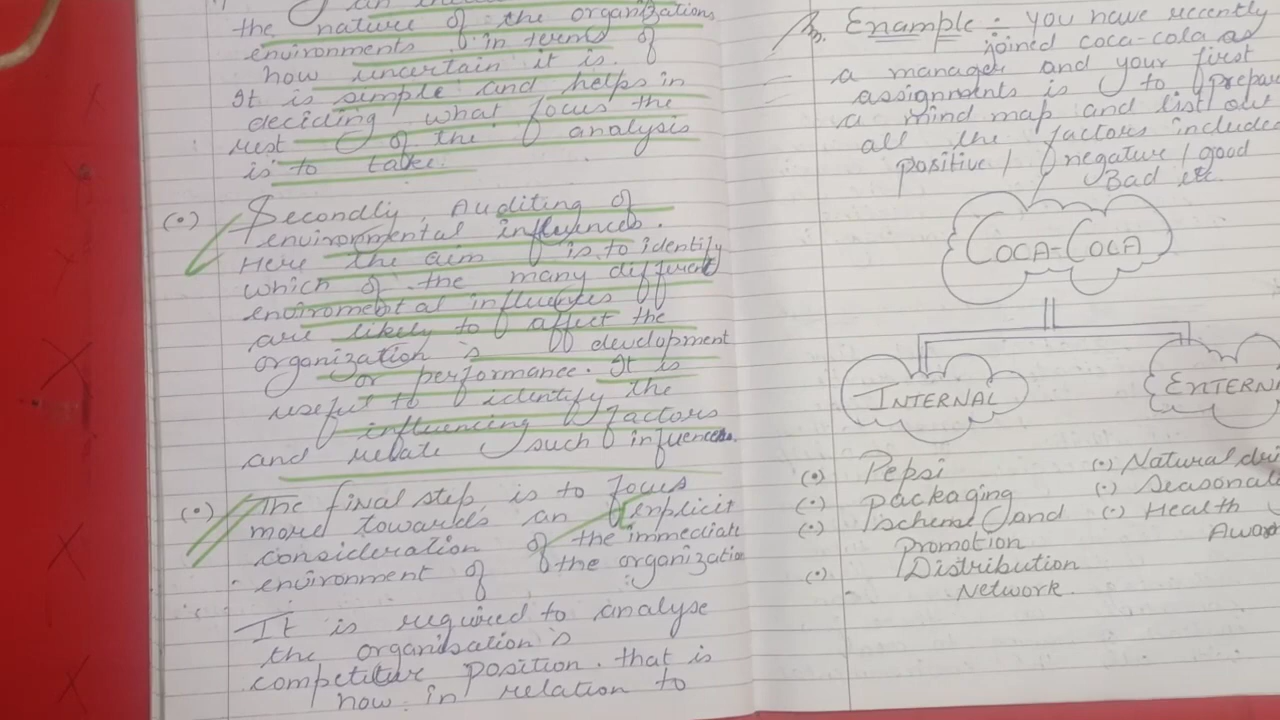 an
the nature of the organizations
environments in terms of
how uncertain it is.
It is simple and helps in
deciding what focus the
rest of the analysis
is to take.
(•) Secondly, Auditing of
environmental influences.
Here the aim is to identify
which of the many different
enviromental influences
are likely to affect the
organization's development
or performance. It is
useful to identify the
influencing factors
and relate such influences.
(•) The final step is to focus
more towards an explicit
consideration of the immediate
environment of the organization
It is required to analyse
the organisation's
competitive position. that is
how in relation to
Example: you have recently
joined coca-cola as
a manager and your first
assignments is to prepare
a mind map and list out
all the factors include
positive / negative / good
Bad etc.
COCA-COLA
INTERNAL
EXTERNA
(•) Pepsi
(•) packaging
(•) scheme and
promotion
(•) Distribution
Network.
(•) Natural dri
(•) Seasonal
(•) Health
Awar